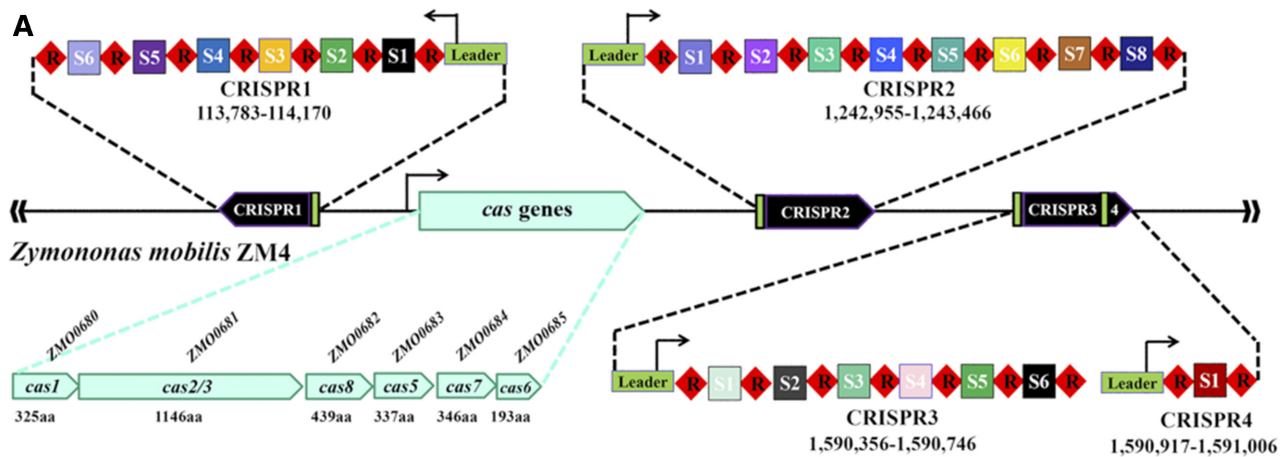 A
R S6 R S5 R S4 R S3 R S2 R S1 R Leader
CRISPR1
113,783-114,170
Leader R S1 R S2 R S3 R S4 R S5 R S6 R S7 R S8 R
CRISPR2
1,242,955-1,243,466
CRISPR1
cas genes
CRISPR2
CRISPR3 4
Zymononas mobilis ZM4
ZMO0680 ZMO0681 ZMO0682 ZMO0683 ZMO0684 ZMO0685
cas1 cas2/3 cas8 cas5 cas7 cas6
325aa 1146aa 439aa 337aa 346aa 193aa
Leader R S1 R S2 R S3 R S4 R S5 R S6 R
CRISPR3
1,590,356-1,590,746
Leader R S1 R
CRISPR4
1,590,917-1,591,006